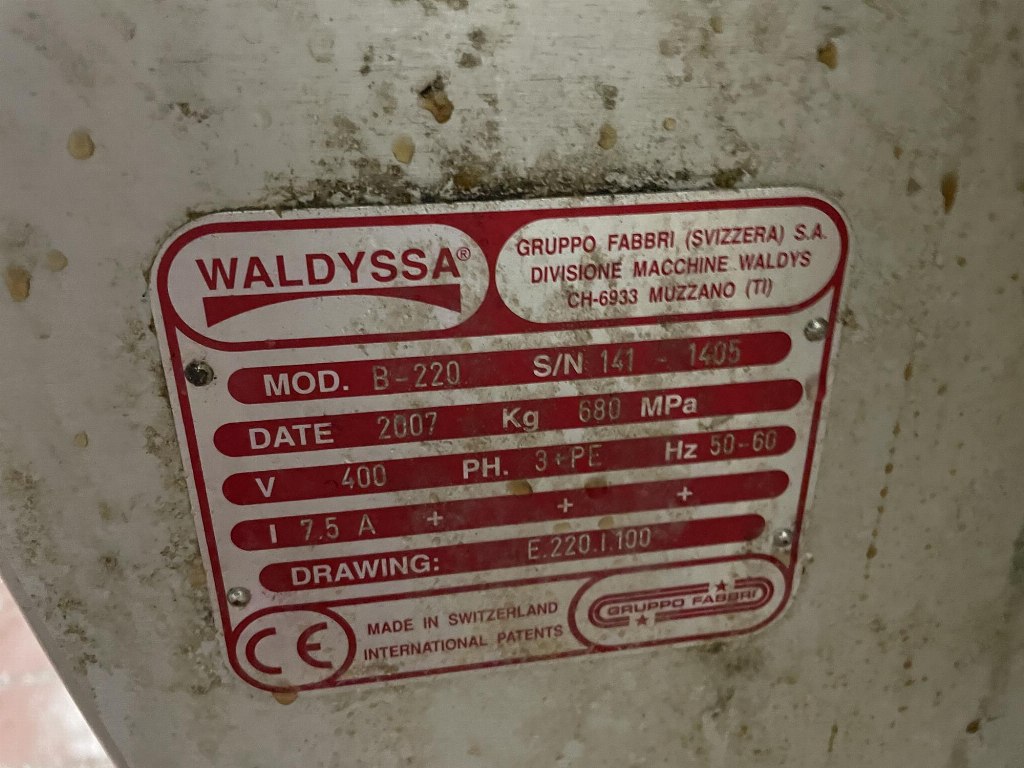 WALDYSSA®
GRUPPO FABBRI (SVIZZERA) S.A.
DIVISIONE MACCHINE WALDYS
CH-6933 MUZZANO (TI)
MOD. B-220 S/N 141 - 1405
DATE 2007 Kg 680 MPa
V 400 PH. 3+PE Hz 50-60
I 7.5 A + + +
DRAWING: E.220.I.100
CE MADE IN SWITZERLAND
INTERNATIONAL PATENTS
GRUPPO FABBRI